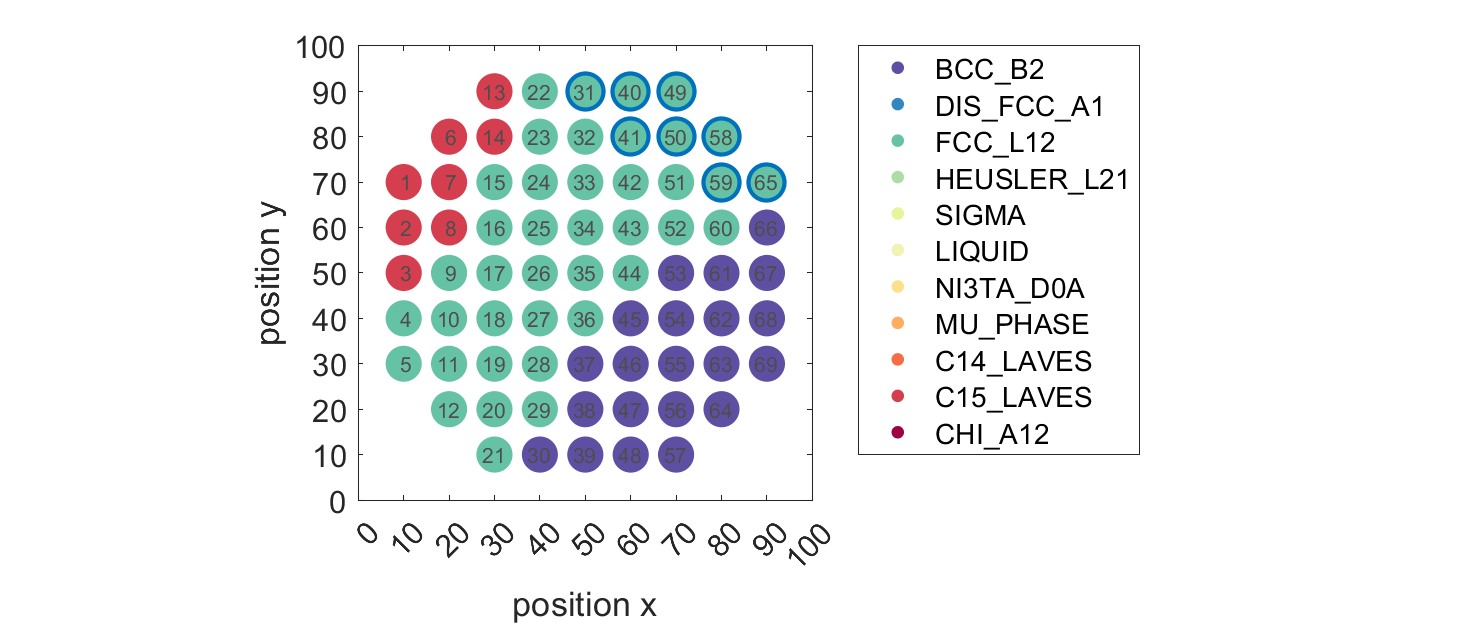 100
90
80
70
60
50
40
30
20
10
0
position y
13 22 31 40 49
6 14 23 32 41 50 58
1 7 15 24 33 42 51 59 65
2 8 16 25 34 43 52 60 66
3 9 17 26 35 44 53 61 67
4 10 18 27 36 45 54 62 68
5 11 19 28 37 46 55 63 69
12 20 29 38 47 56 64
21 30 39 48 57
0 10 20 30 40 50 60 70 80 90 100
position x
BCC_B2
DIS_FCC_A1
FCC_L12
HEUSLER_L21
SIGMA
LIQUID
NI3TA_D0A
MU_PHASE
C14_LAVES
C15_LAVES
CHI_A12